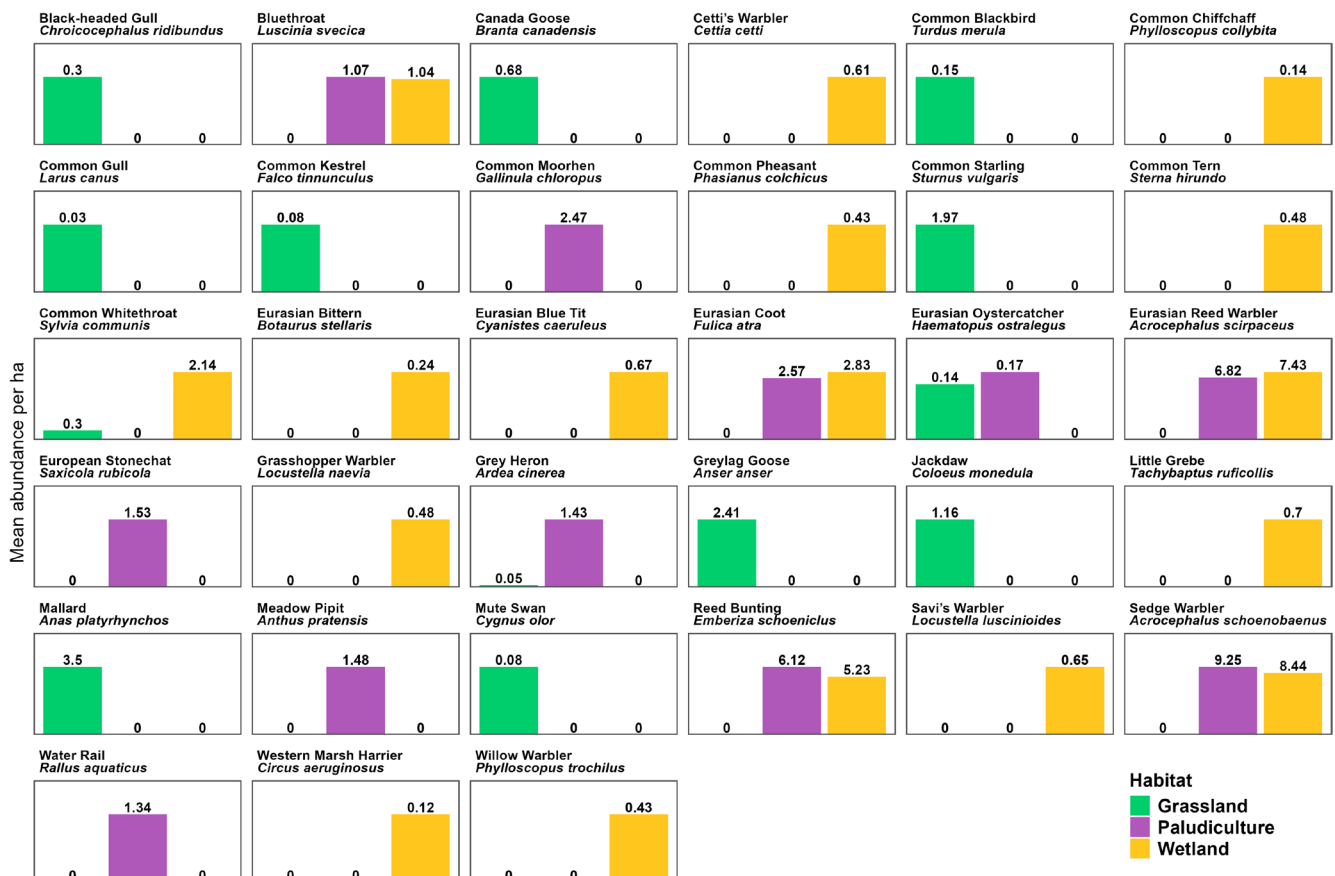 Black-headed Gull
Chroicocephalus ridibundus
0.3
0
0
Bluethroat
Luscinia svecica
0
1.07
1.04
Canada Goose
Branta canadensis
0.68
0
0
Cetti's Warbler
Cettia cetti
0
0
0.61
Common Blackbird
Turdus merula
0.15
0
0
Common Chiffchaff
Phylloscopus collybita
0
0
0.14
Common Gull
Larus canus
0.03
0
0
Common Kestrel
Falco tinnunculus
0.08
0
0
Common Moorhen
Gallinula chloropus
0
2.47
0
Common Pheasant
Phasianus colchicus
0
0
0.43
Common Starling
Sturnus vulgaris
1.97
0
0
Common Tern
Sterna hirundo
0
0
0.48
Common Whitethroat
Sylvia communis
0.3
0
2.14
Eurasian Bittern
Botaurus stellaris
0
0
0.24
Eurasian Blue Tit
Cyanistes caeruleus
0
0
0.67
Eurasian Coot
Fulica atra
0
2.57
2.83
Eurasian Oystercatcher
Haematopus ostralegus
0.14
0.17
0
Eurasian Reed Warbler
Acrocephalus scirpaceus
0
6.82
7.43
European Stonechat
Saxicola rubicola
0
1.53
0
Grasshopper Warbler
Locustella naevia
0
0
0.48
Grey Heron
Ardea cinerea
0.05
1.43
0
Greylag Goose
Anser anser
2.41
0
0
Jackdaw
Coloeus monedula
1.16
0
0
Little Grebe
Tachybaptus ruficollis
0
0
0.7
Mallard
Anas platyrhynchos
3.5
0
0
Meadow Pipit
Anthus pratensis
0
1.48
0
Mute Swan
Cygnus olor
0.08
0
0
Reed Bunting
Emberiza schoeniclus
0
6.12
5.23
Savi's Warbler
Locustella luscinioides
0
0
0.65
Sedge Warbler
Acrocephalus schoenobaenus
0
9.25
8.44
Water Rail
Rallus aquaticus
0
1.34
0
Western Marsh Harrier
Circus aeruginosus
0
0
0.12
Willow Warbler
Phylloscopus trochilus
0
0
0.43
Mean abundance per ha
Habitat
Grassland
Paludiculture
Wetland